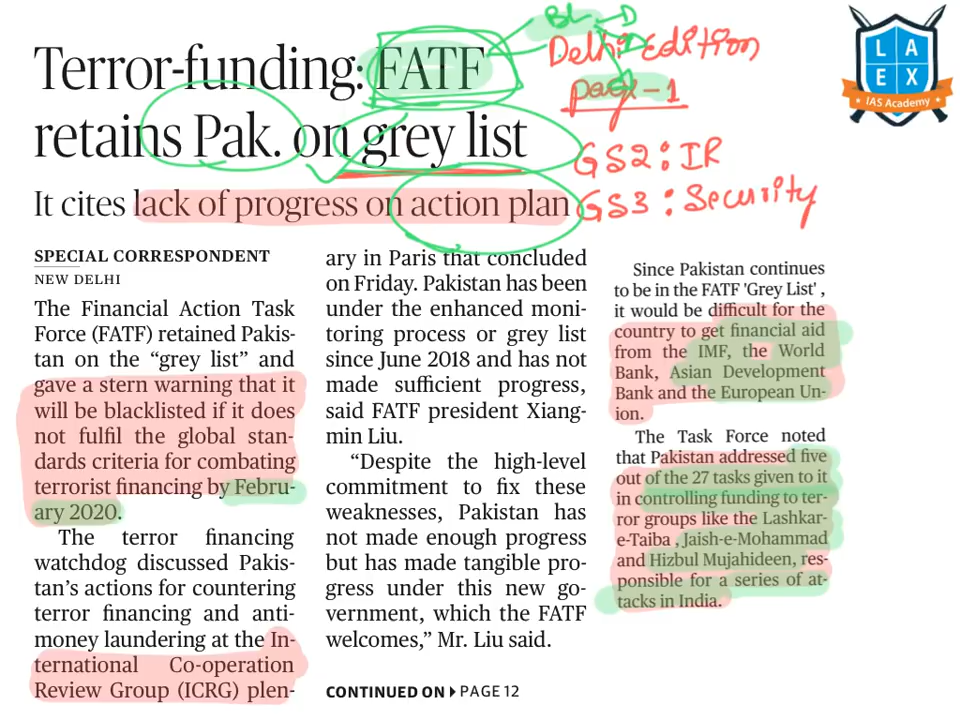 BL
D
Delhi Edition
page-1
GS2: IR
GS3: Security
LA
EX
IAS Academy
Terror-funding: FATF
retains Pak. on grey list
It cites lack of progress on action plan
SPECIAL CORRESPONDENT
NEW DELHI
The Financial Action Task
Force (FATF) retained Pakis-
tan on the “grey list” and
gave a stern warning that it
will be blacklisted if it does
not fulfil the global stan-
dards criteria for combating
terrorist financing by Febru-
ary 2020.
The terror financing
watchdog discussed Pakis-
tan’s actions for countering
terror financing and anti-
money laundering at the In-
ternational Co-operation
Review Group (ICRG) plen-
ary in Paris that concluded
on Friday. Pakistan has been
under the enhanced moni-
toring process or grey list
since June 2018 and has not
made sufficient progress,
said FATF president Xiang-
min Liu.
“Despite the high-level
commitment to fix these
weaknesses, Pakistan has
not made enough progress
but has made tangible pro-
gress under this new go-
vernment, which the FATF
welcomes,” Mr. Liu said.
CONTINUED ON PAGE 12
Since Pakistan continues
to be in the FATF 'Grey List' ,
it would be difficult for the
country to get financial aid
from the IMF, the World
Bank, Asian Development
Bank and the European Un-
ion.
The Task Force noted
that Pakistan addressed five
out of the 27 tasks given to it
in controlling funding to ter-
ror groups like the Lashkar-
e-Taiba , Jaish-e-Mohammad
and Hizbul Mujahideen, res-
ponsible for a series of at-
tacks in India.